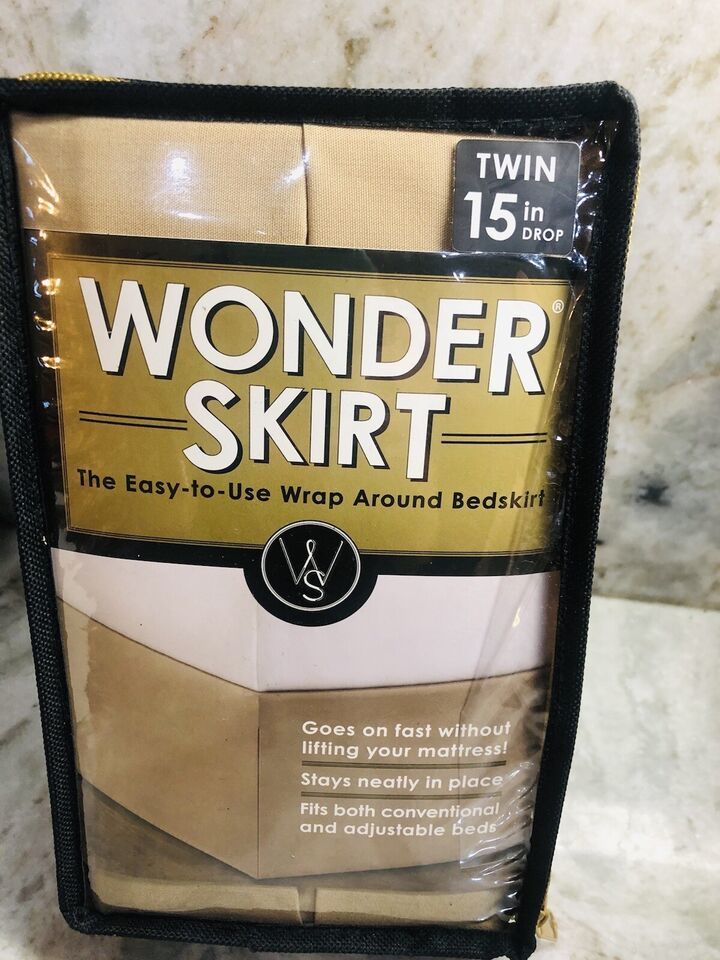 TWIN
15 in
DROP
WONDER®
SKIRT
The Easy-to-Use Wrap Around Bedskirt
WS
Goes on fast without
lifting your mattress!
Stays neatly in place
Fits both conventional
and adjustable beds